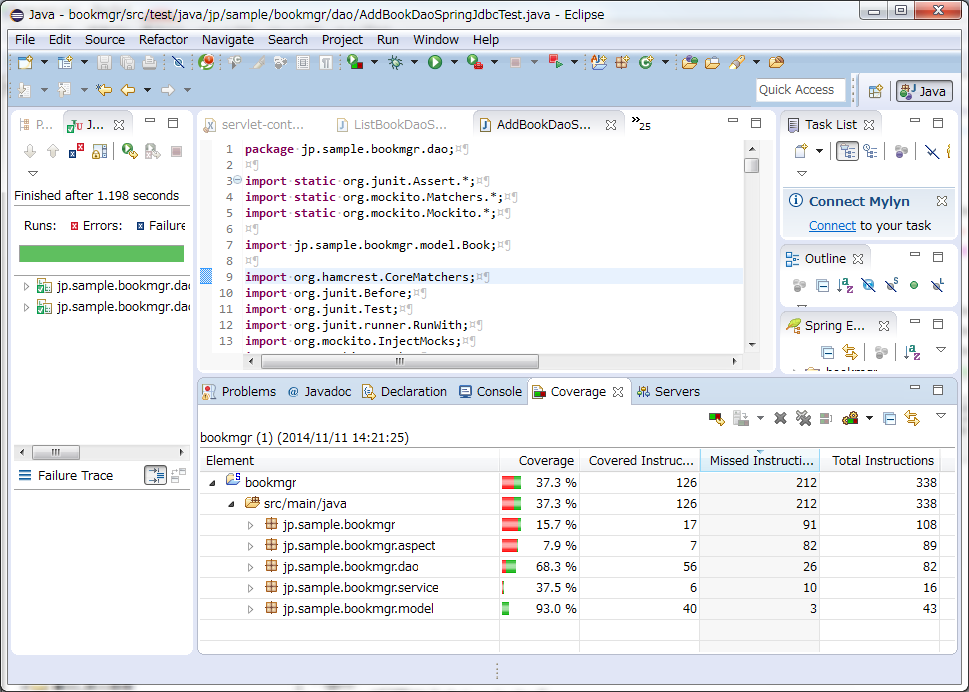 Java - bookmgr/src/test/java/jp/sample/bookmgr/dao/AddBookDaoSpringJdbcTest.java - Eclipse
File Edit Source Refactor Navigate Search Project Run Window Help
Quick Access
Java
P...
J...
Finished after 1.198 seconds
Runs: Errors: Failure
jp.sample.bookmgr.dao
jp.sample.bookmgr.dao
Failure Trace
servlet-cont...
ListBookDaoS...
AddBookDaoS...
»25
1 package jp.sample.bookmgr.dao;
2
3 import static org.junit.Assert.*;
4 import static org.mockito.Matchers.*;
5 import static org.mockito.Mockito.*;
6
7 import jp.sample.bookmgr.model.Book;
8
9 import org.hamcrest.CoreMatchers;
10 import org.junit.Before;
11 import org.junit.Test;
12 import org.junit.runner.RunWith;
13 import org.mockito.InjectMocks;
Task List
Connect Mylyn
Connect to your task
Outline
Spring E...
Problems @ Javadoc Declaration Console Coverage Servers
bookmgr (1) (2014/11/11 14:21:25)
Element Coverage Covered Instruc... Missed Instructi... Total Instructions
bookmgr 37.3 % 126 212 338
src/main/java 37.3 % 126 212 338
jp.sample.bookmgr 15.7 % 17 91 108
jp.sample.bookmgr.aspect 7.9 % 7 82 89
jp.sample.bookmgr.dao 68.3 % 56 26 82
jp.sample.bookmgr.service 37.5 % 6 10 16
jp.sample.bookmgr.model 93.0 % 40 3 43